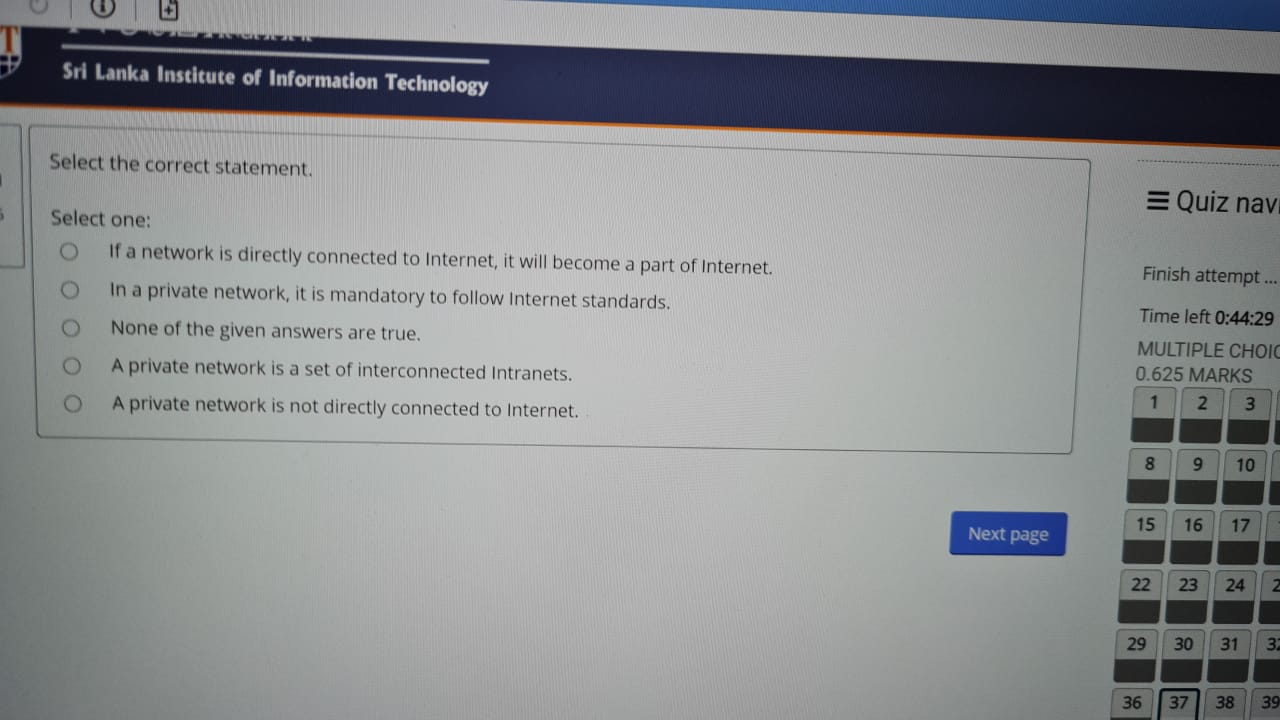 Sri Lanka Institute of Information Technology
Select the correct statement.
Select one:
If a network is directly connected to Internet, it will become a part of Internet.
In a private network, it is mandatory to follow Internet standards.
None of the given answers are true.
A private network is a set of interconnected Intranets.
A private network is not directly connected to Internet.
Next page
Quiz navi
Finish attempt ...
Time left 0:44:29
MULTIPLE CHOIC
0.625 MARKS
1 2 3
8 9 10
15 16 17
22 23 24 2
29 30 31 32
36 37 38 39